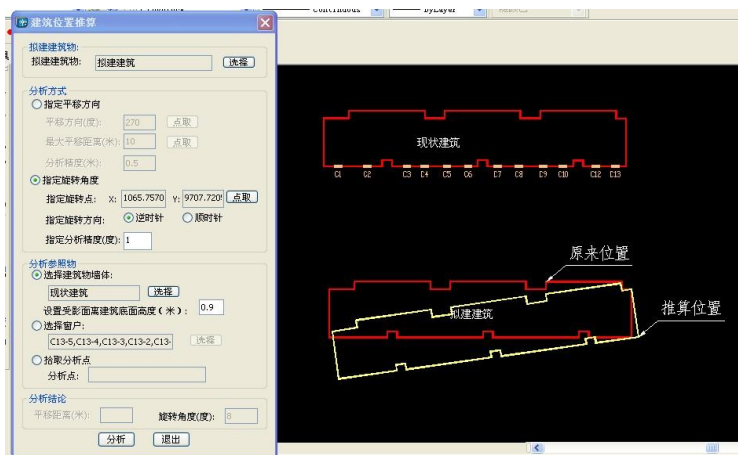 Continuous
ByLayer
建筑位置推算
拟建建筑物:
拟建建筑物: 拟建建筑 选择
分析方式
指定平移方向
平移方向(度): 270 点取
最大平移距离(米): 10 点取
分析精度(米): 0.5
指定旋转角度
指定旋转点: X: 1065.7570 Y: 9707.720 点取
指定旋转方向: 逆时针 顺时针
指定分析精度(度): 1
分析参照物
选择建筑物墙体:
现状建筑 选择
设置受影面离建筑底面高度(米): 0.9
选择窗户:
C13-5,C13-4,C13-3,C13-2,C13- 选择
拾取分析点
分析点:
分析结论
平移距离(米): 旋转角度(度): 8
分析 退出
现状建筑
C1 C2 C3 C4 C5 C6 C7 C8 C9 C10 C12 C13
原来位置
拟建建筑
推算位置